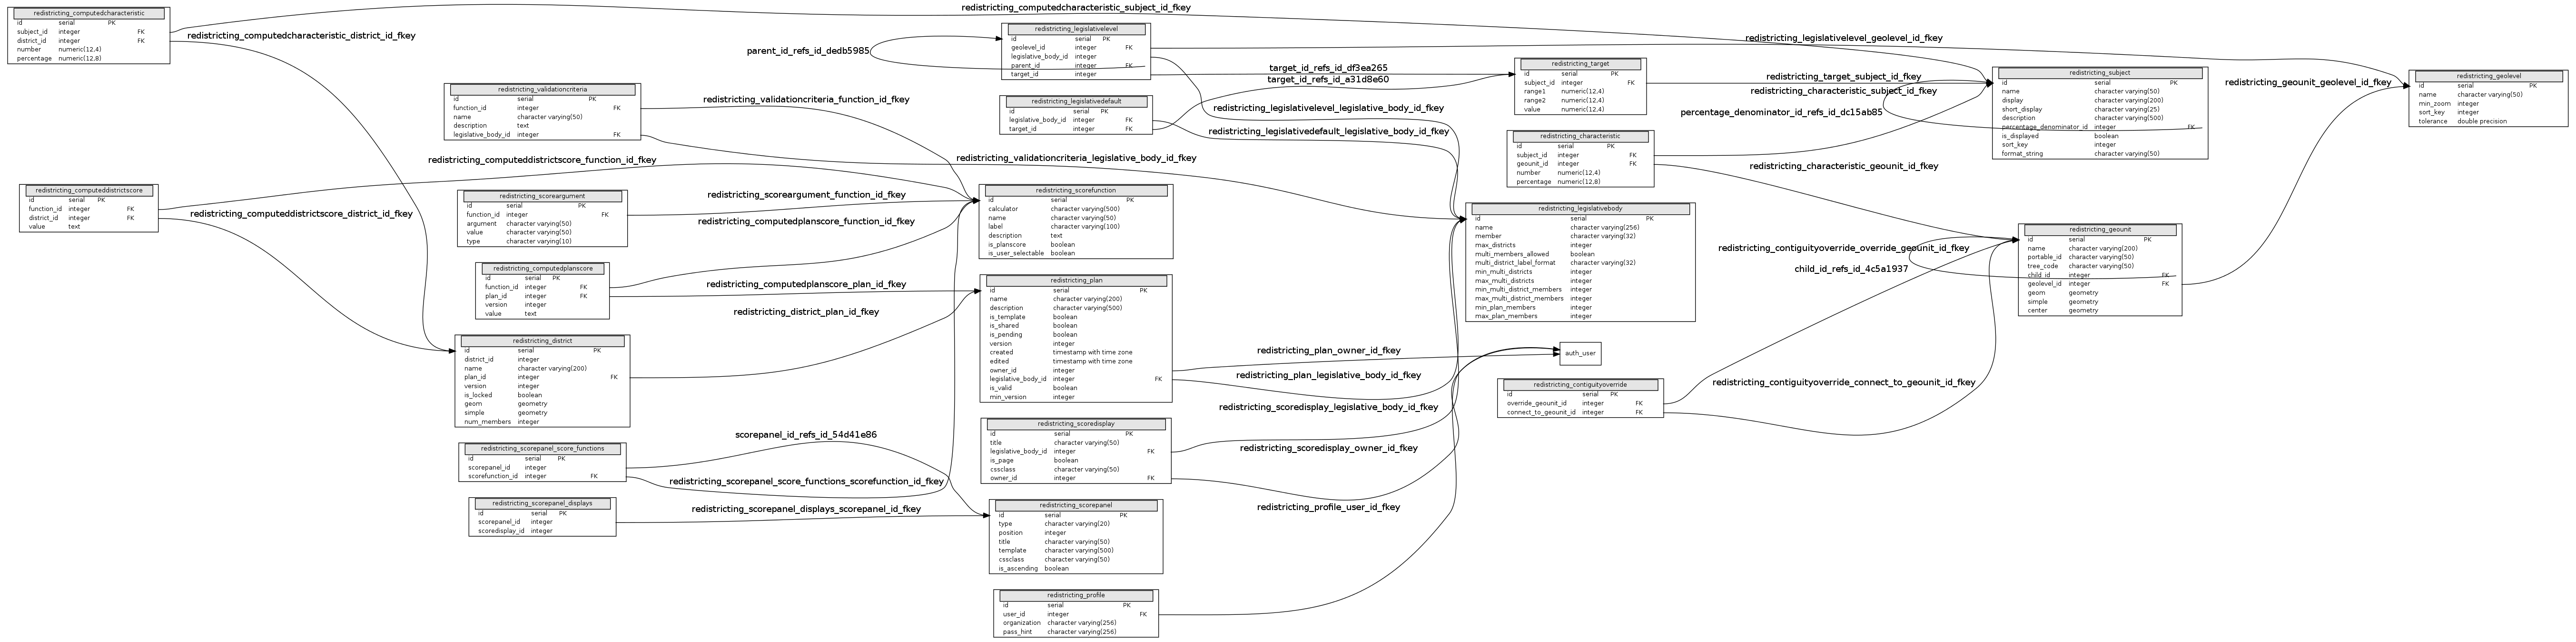 redistricting_computedcharacteristic
id serial PK
subject_id integer FK
district_id integer FK
number numeric(12,4)
percentage numeric(12,8)
redistricting_computedcharacteristic_subject_id_fkey
redistricting_computedcharacteristic_district_id_fkey
redistricting_computeddistrictscore
id serial PK
function_id integer FK
district_id integer FK
value text
redistricting_computeddistrictscore_function_id_fkey
redistricting_computeddistrictscore_district_id_fkey
redistricting_validationcriteria
id serial PK
function_id integer FK
name character varying(50)
description text
legislative_body_id integer FK
redistricting_validationcriteria_function_id_fkey
redistricting_validationcriteria_legislative_body_id_fkey
redistricting_scoreargument
id serial PK
function_id integer FK
argument character varying(50)
value character varying(50)
type character varying(10)
redistricting_scoreargument_function_id_fkey
redistricting_computedplanscore_function_id_fkey
redistricting_computedplanscore
id serial PK
function_id integer FK
plan_id integer FK
version integer
value text
redistricting_computedplanscore_plan_id_fkey
redistricting_district_plan_id_fkey
redistricting_district
id serial PK
district_id integer
name character varying(200)
plan_id integer FK
version integer
is_locked boolean
geom geometry
simple geometry
num_members integer
redistricting_scorepanel_score_functions
id serial PK
scorepanel_id integer
scorefunction_id integer FK
scorepanel_id_refs_id_54d41e86
redistricting_scorepanel_score_functions_scorefunction_id_fkey
redistricting_scorepanel_displays
id serial PK
scorepanel_id integer
scoredisplay_id integer
redistricting_scorepanel_displays_scorepanel_id_fkey
parent_id_refs_id_dedb5985
redistricting_legislativelevel
id serial PK
geolevel_id integer FK
legislative_body_id integer
parent_id integer FK
target_id integer
redistricting_legislativedefault
id serial PK
legislative_body_id integer FK
target_id integer FK
redistricting_scorefunction
id serial PK
calculator character varying(500)
name character varying(50)
label character varying(100)
description text
is_planscore boolean
is_user_selectable boolean
redistricting_plan
id serial PK
name character varying(200)
description character varying(500)
is_template boolean
is_shared boolean
is_pending boolean
version integer
created timestamp with time zone
edited timestamp with time zone
owner_id integer
legislative_body_id integer FK
is_valid boolean
min_version integer
redistricting_scoredisplay
id serial PK
title character varying(50)
legislative_body_id integer FK
is_page boolean
cssclass character varying(50)
owner_id integer FK
redistricting_scorepanel
id serial PK
type character varying(20)
position integer
title character varying(50)
template character varying(500)
cssclass character varying(50)
is_ascending boolean
redistricting_profile
id serial PK
user_id integer FK
organization character varying(256)
pass_hint character varying(256)
target_id_refs_id_df3ea265
target_id_refs_id_a31d8e60
redistricting_legislativelevel_legislative_body_id_fkey
redistricting_legislativedefault_legislative_body_id_fkey
redistricting_plan_owner_id_fkey
redistricting_plan_legislative_body_id_fkey
redistricting_scoredisplay_legislative_body_id_fkey
redistricting_scoredisplay_owner_id_fkey
redistricting_profile_user_id_fkey
redistricting_target
id serial PK
subject_id integer FK
range1 numeric(12,4)
range2 numeric(12,4)
value numeric(12,4)
redistricting_characteristic
id serial PK
subject_id integer FK
geounit_id integer FK
number numeric(12,4)
percentage numeric(12,8)
redistricting_legislativebody
id serial PK
name character varying(256)
member character varying(32)
max_districts integer
multi_members_allowed boolean
multi_district_label_format character varying(32)
min_multi_districts integer
max_multi_districts integer
min_multi_district_members integer
max_multi_district_members integer
min_plan_members integer
max_plan_members integer
auth_user
redistricting_contiguityoverride
id serial PK
override_geounit_id integer FK
connect_to_geounit_id integer FK
redistricting_legislativelevel_geolevel_id_fkey
redistricting_target_subject_id_fkey
redistricting_characteristic_subject_id_fkey
percentage_denominator_id_refs_id_dc15ab85
redistricting_characteristic_geounit_id_fkey
redistricting_contiguityoverride_override_geounit_id_fkey
child_id_refs_id_4c5a1937
redistricting_contiguityoverride_connect_to_geounit_id_fkey
redistricting_subject
id serial PK
name character varying(50)
display character varying(200)
short_display character varying(25)
description character varying(500)
percentage_denominator_id integer FK
is_displayed boolean
sort_key integer
format_string character varying(50)
redistricting_geounit
id serial PK
name character varying(200)
portable_id character varying(50)
tree_code character varying(50)
child_id integer FK
geolevel_id integer FK
geom geometry
simple geometry
center geometry
redistricting_geounit_geolevel_id_fkey
redistricting_geolevel
id serial PK
name character varying(50)
min_zoom integer
sort_key integer
tolerance double precision